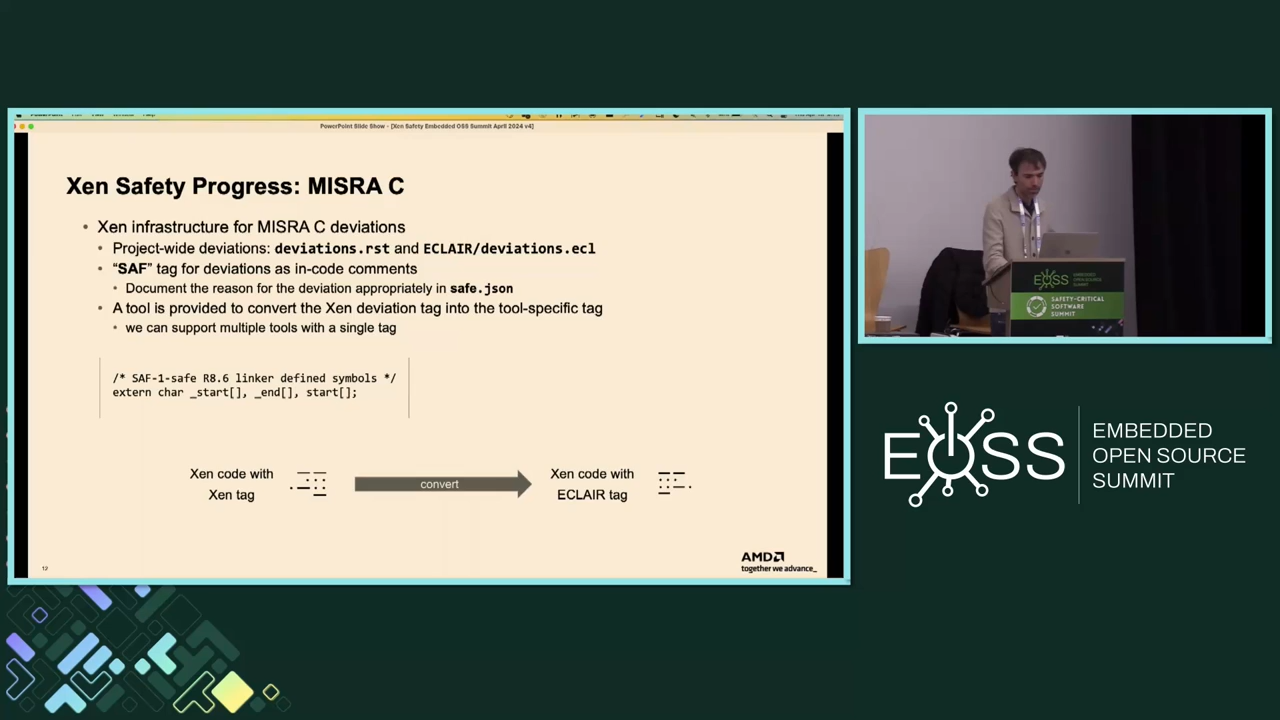 PowerPoint Slide Show - [Xen Safety Embedded OSS Summit April 2024 v4]
Xen Safety Progress: MISRA C
• Xen infrastructure for MISRA C deviations
• Project-wide deviations: deviations.rst and ECLAIR/deviations.ecl
• “SAF” tag for deviations as in-code comments
• Document the reason for the deviation appropriately in safe.json
• A tool is provided to convert the Xen deviation tag into the tool-specific tag
• we can support multiple tools with a single tag
/* SAF-1-safe R8.6 linker defined symbols */
extern char _start[], _end[], start[];
Xen code with
Xen tag
convert
Xen code with
ECLAIR tag
12
AMD
together we advance_
EOSS
EMBEDDED
OPEN SOURCE
SUMMIT
SAFETY-CRITICAL
SOFTWARE
SUMMIT
EOSS
EMBEDDED
OPEN SOURCE
SUMMIT